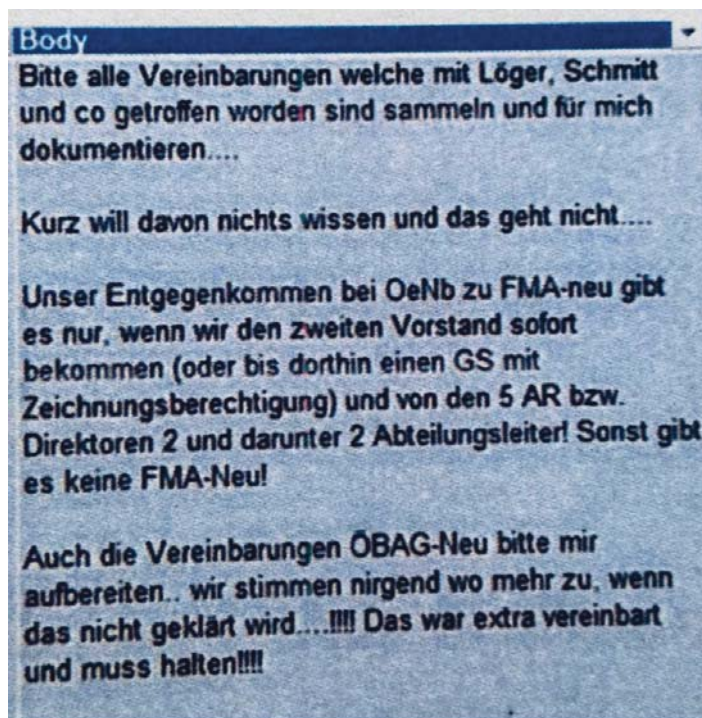 Body
Bitte alle Vereinbarungen welche mit Löger, Schmitt
und co getroffen worden sind sammeln und für mich
dokumentieren....
Kurz will davon nichts wissen und das geht nicht....
Unser Entgegenkommen bei OeNb zu FMA-neu gibt
es nur, wenn wir den zweiten Vorstand sofort
bekommen (oder bis dorthin einen GS mit
Zeichnungsberechtigung) und von den 5 AR bzw.
Direktoren 2 und darunter 2 Abteilungsleiter! Sonst gibt
es keine FMA-Neu!
Auch die Vereinbarungen ÖBAG-Neu bitte mir
aufbereiten.. wir stimmen nirgend wo mehr zu, wenn
das nicht geklärt wird....!!!! Das war extra vereinbart
und muss halten!!!!